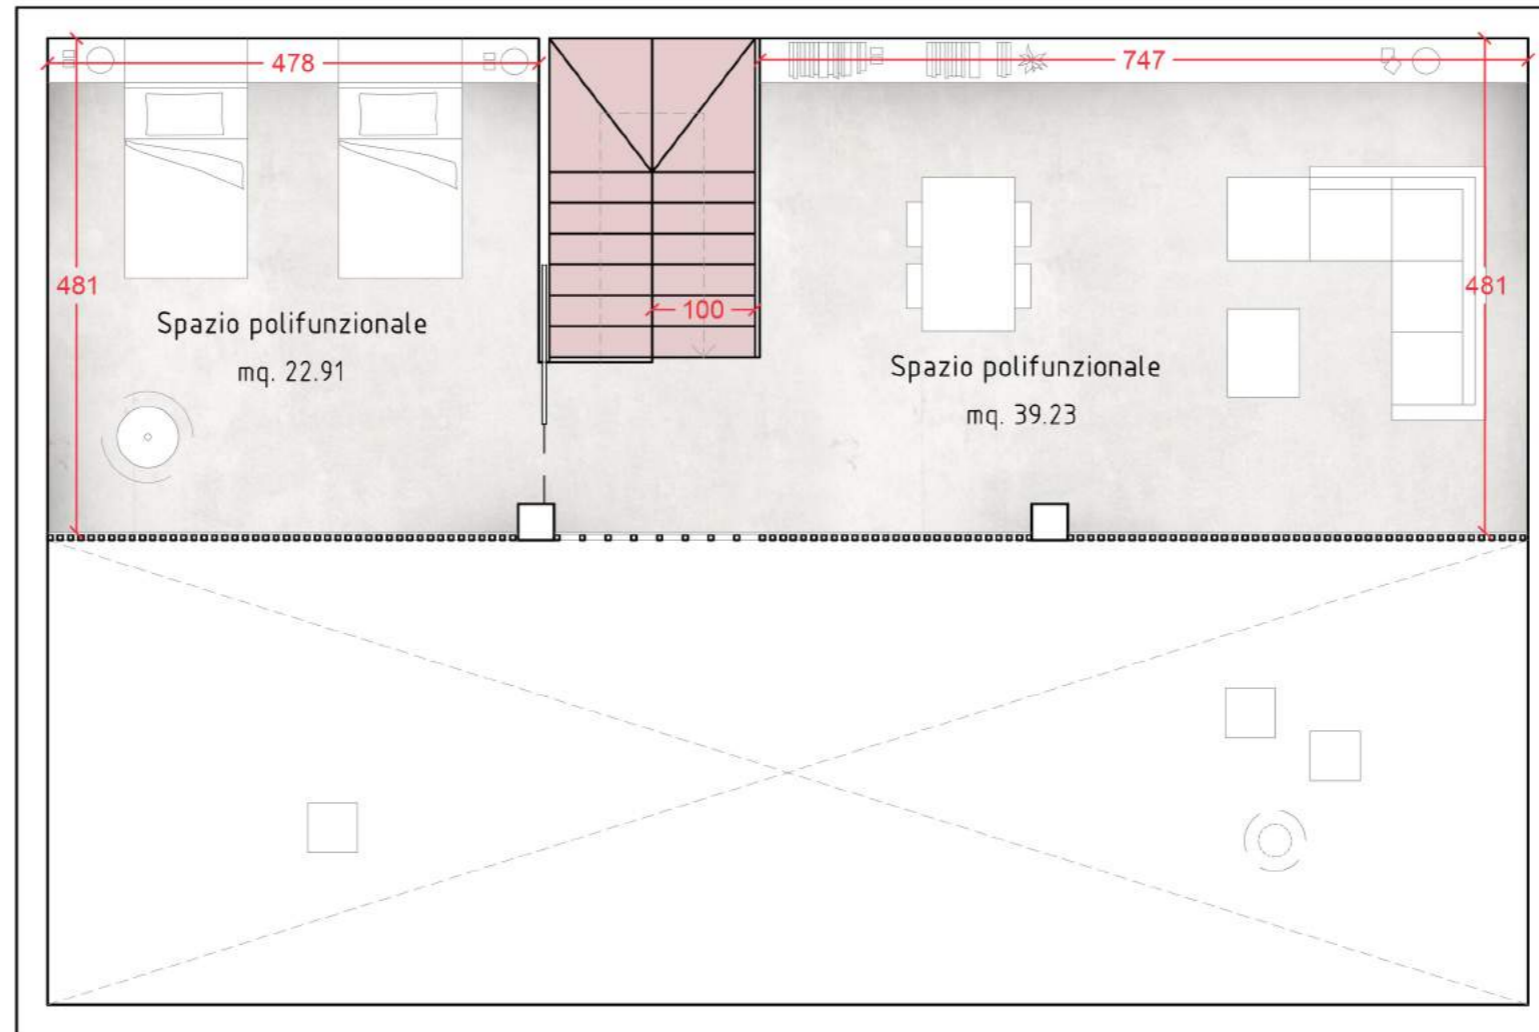 478
747
481
481
100
Spazio polifunzionale
mq. 22.91
Spazio polifunzionale
mq. 39.23